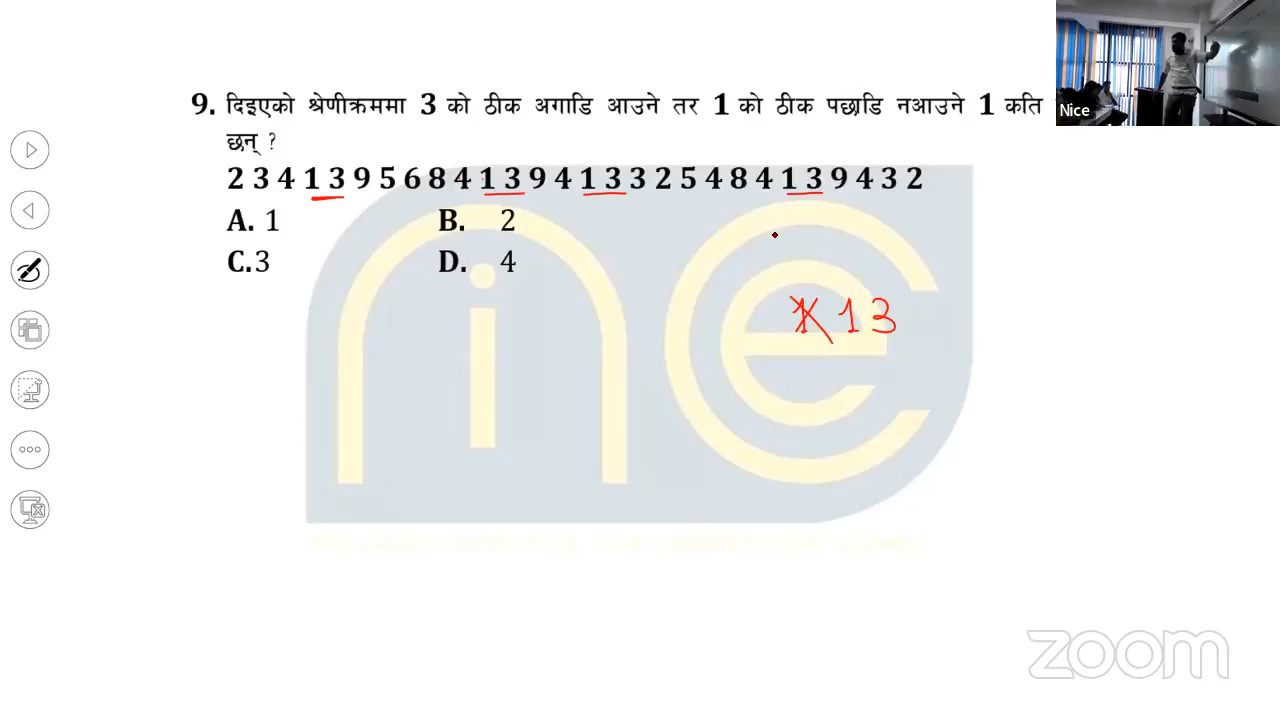 9. दिइएको श्रेणीक्रममा 3 को ठीक अगाडि आउने तर 1 को ठीक पछाडि नआउने 1 कति
छन् ?
2 3 4 1 3 9 5 6 8 4 1 3 9 4 1 3 3 2 5 4 8 4 1 3 9 4 3 2
A. 1 B. 2
C. 3 D. 4
1 1 3
Nice
nice
zoom